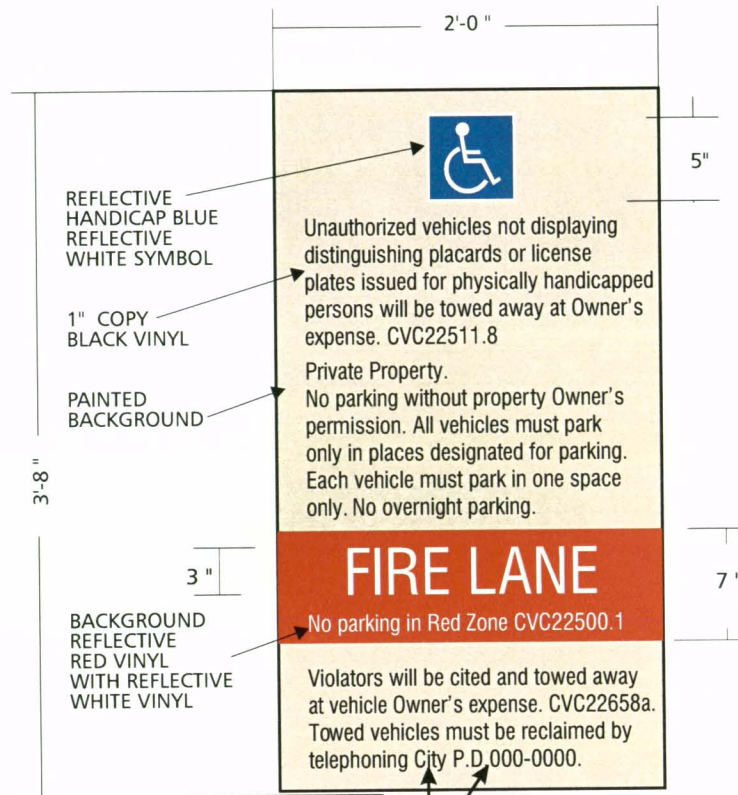 2'-0 "
5"
REFLECTIVE
HANDICAP BLUE
REFLECTIVE
WHITE SYMBOL
1" COPY
BLACK VINYL
PAINTED
BACKGROUND
3'-8 "
Unauthorized vehicles not displaying
distinguishing placards or license
plates issued for physically handicapped
persons will be towed away at Owner's
expense. CVC22511.8
Private Property.
No parking without property Owner's
permission. All vehicles must park
only in places designated for parking.
Each vehicle must park in one space
only. No overnight parking.
3 "
FIRE LANE
7 "
No parking in Red Zone CVC22500.1
BACKGROUND
REFLECTIVE
RED VINYL
WITH REFLECTIVE
WHITE VINYL
Violators will be cited and towed away
at vehicle Owner's expense. CVC22658a.
Towed vehicles must be reclaimed by
telephoning City P.D 000-0000.